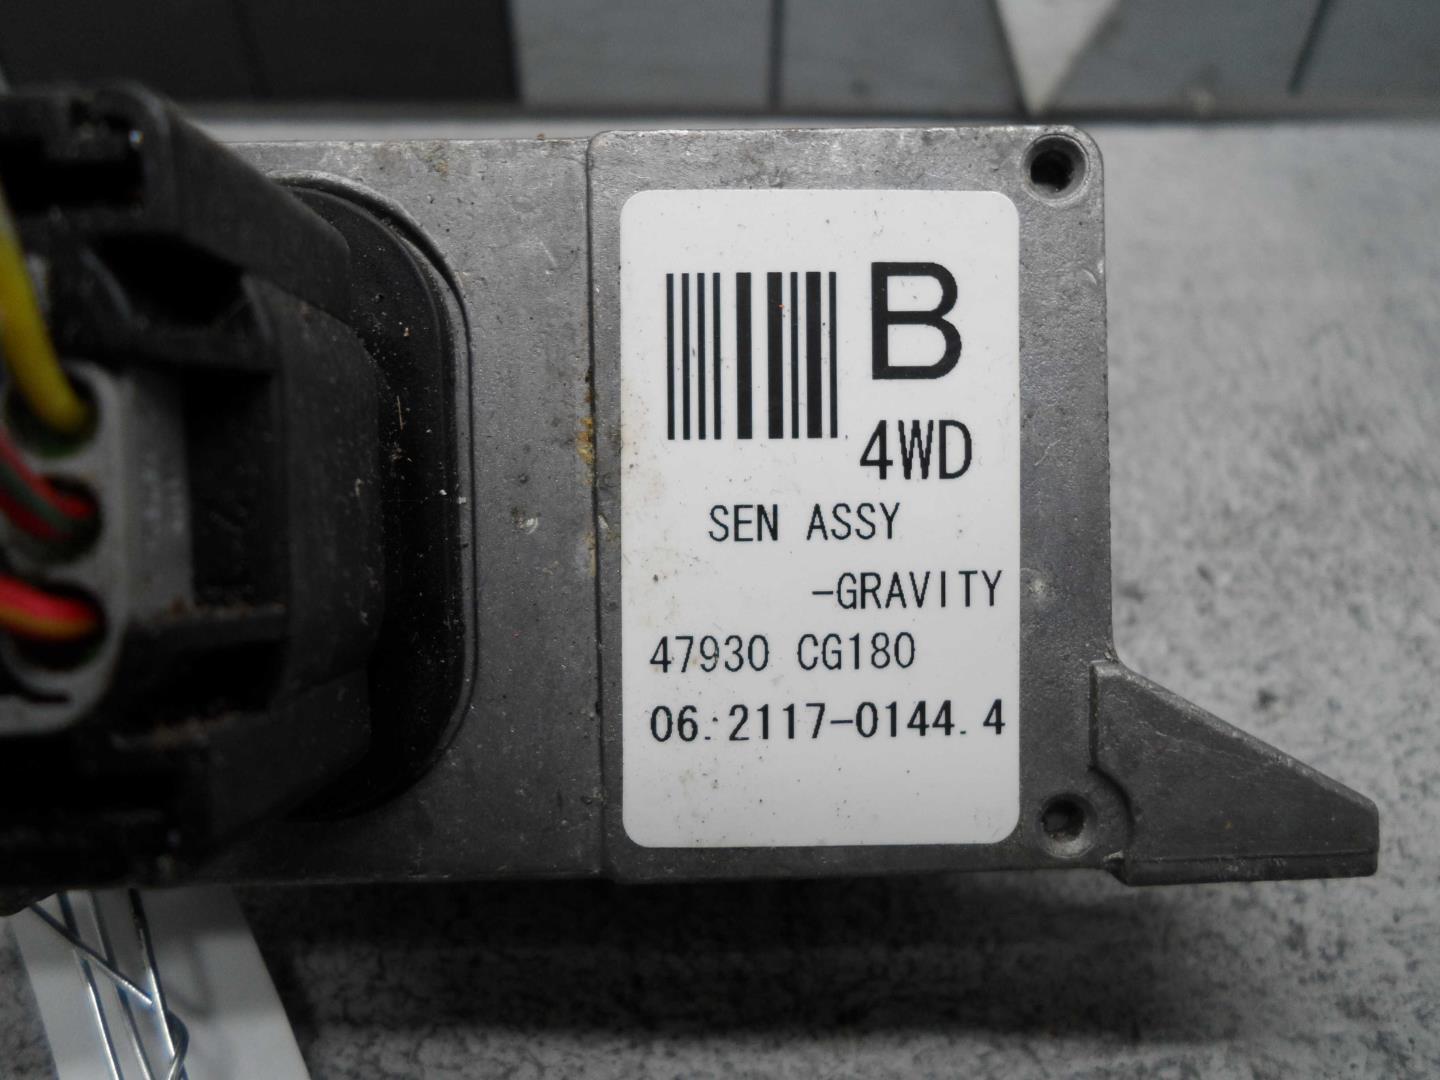 B
4WD
SEN ASSY
-GRAVITY
47930 CG180
06.2117-0144.4